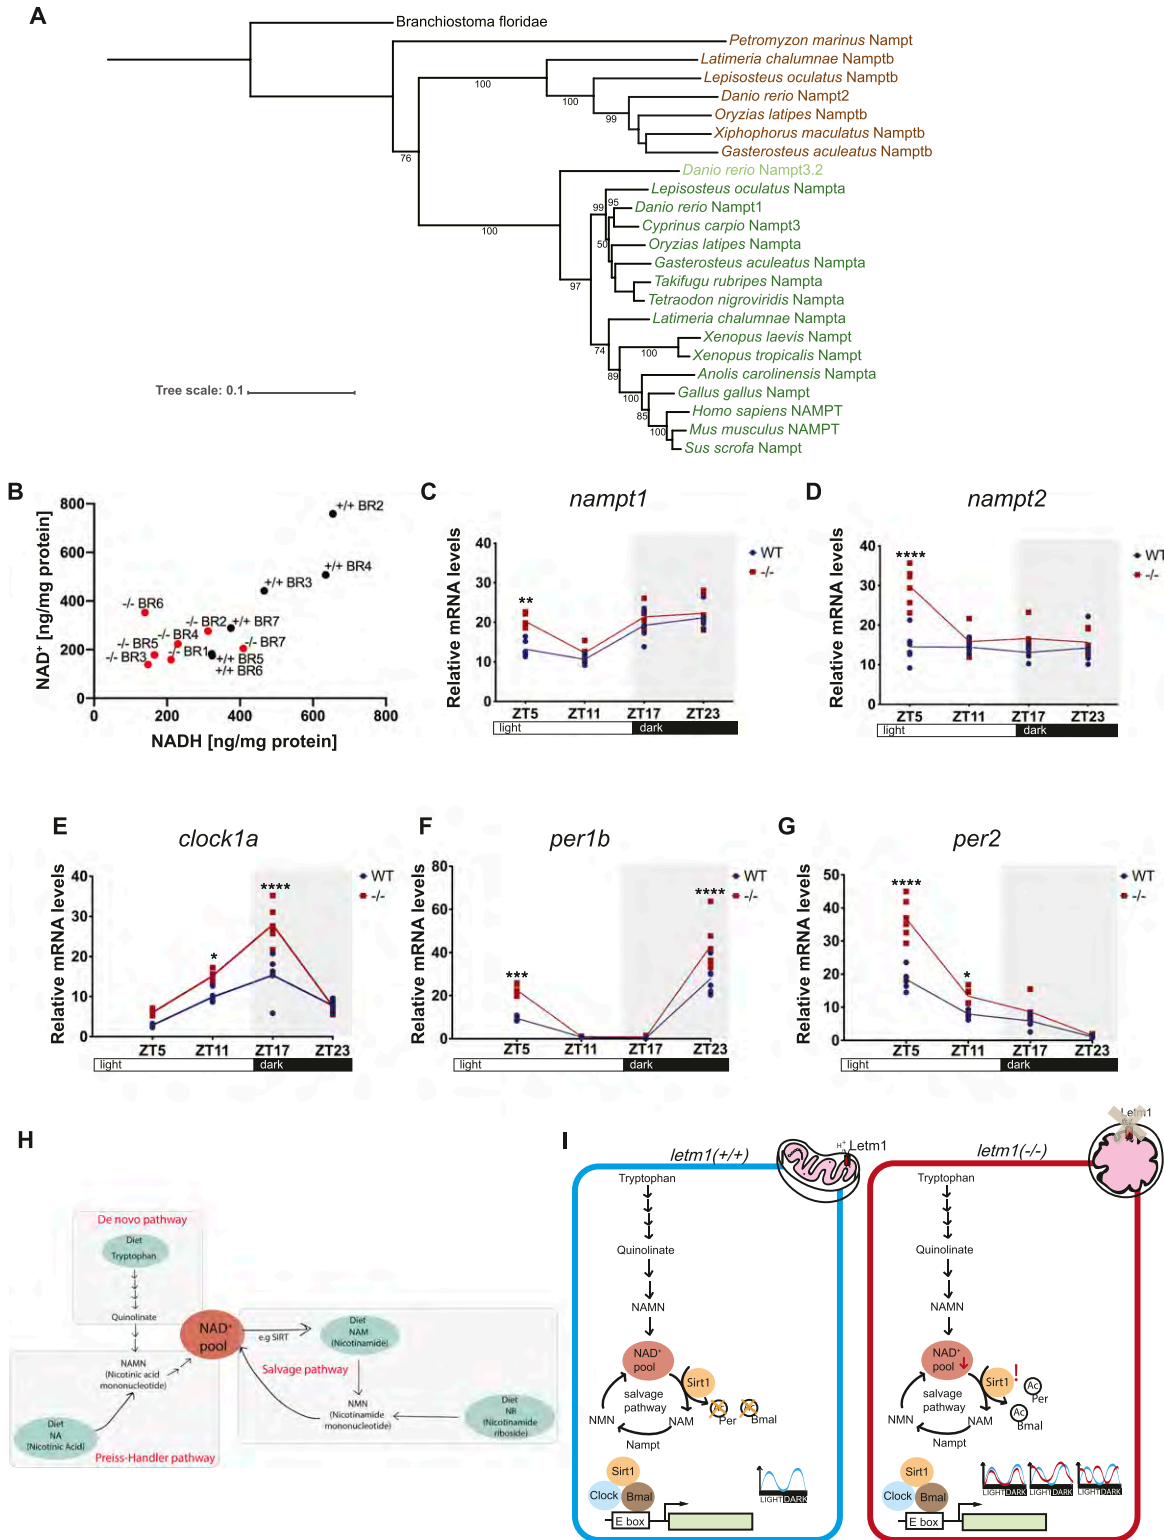 A
Branchiostoma floridae
Petromyzon marinus Nampt
Latimeria chalumnae Namptb
Lepisosteus oculatus Namptb
Danio rerio Nampt2
Oryzias latipes Namptb
Xiphophorus maculatus Namptb
Gasterosteus aculeatus Namptb
Danio rerio Nampt3.2
Lepisosteus oculatus Nampta
Danio rerio Nampt1
Cyprinus carpio Nampt3
Oryzias latipes Nampta
Gasterosteus aculeatus Nampta
Takifugu rubripes Nampta
Tetraodon nigroviridis Nampta
Latimeria chalumnae Nampta
Xenopus laevis Nampt
Xenopus tropicalis Nampt
Anolis carolinensis Nampta
Gallus gallus Nampt
Homo sapiens NAMPT
Mus musculus NAMPT
Sus scrofa Nampt
100
100
99
76
100
99
95
50
97
74
100
89
100
85
100
Tree scale: 0.1
B
NAD⁺ [ng/mg protein]
800
600
400
200
0
0 200 400 600 800
NADH [ng/mg protein]
+/+ BR2
+/+ BR4
+/+ BR3
-/- BR6
-/- BR2
+/+ BR7
-/- BR4
-/- BR5
-/- BR7
-/- BR3
-/- BR1
+/+ BR5
+/+ BR6
C
nampt1
Relative mRNA levels
40
30
20
10
0
**
WT
-/-
ZT5 ZT11 ZT17 ZT23
light dark
D
nampt2
Relative mRNA levels
40
30
20
10
0
****
WT
-/-
ZT5 ZT11 ZT17 ZT23
light dark
E
clock1a
Relative mRNA levels
40
30
20
10
0
*
****
WT
-/-
ZT5 ZT11 ZT17 ZT23
light dark
F
per1b
Relative mRNA levels
80
60
40
20
0
***
****
WT
-/-
ZT5 ZT11 ZT17 ZT23
light dark
G
per2
Relative mRNA levels
50
40
30
20
10
0
****
*
WT
-/-
ZT5 ZT11 ZT17 ZT23
light dark
H
De novo pathway
Diet
Tryptophan
Quinolinate
NAD⁺
pool
e.g SIRT
Diet
NAM
(Nicotinamide)
Salvage pathway
NAMN
(Nicotinic acid
mononucleotide)
NMN
(Nicotinamide
mononucleotide)
Diet
NR
(Nicotinamide
riboside)
Diet
NA
(Nicotinic Acid)
Preiss-Handler pathway
I
letm1(+/+)
H⁺
Letm1
Tryptophan
Quinolinate
NAMN
NAD⁺
pool
Sirt1
salvage
pathway
NMN
NAM
Nampt
Ac
Per
Ac
Bmal
Sirt1
Clock
Bmal
E box
LIGHT DARK
letm1(-/-)
Letm1
Tryptophan
Quinolinate
NAMN
NAD⁺
pool
Sirt1
!
salvage
pathway
NMN
NAM
Nampt
Ac
Per
Ac
Bmal
Sirt1
Clock
Bmal
E box
LIGHT DARK LIGHT DARK LIGHT DARK